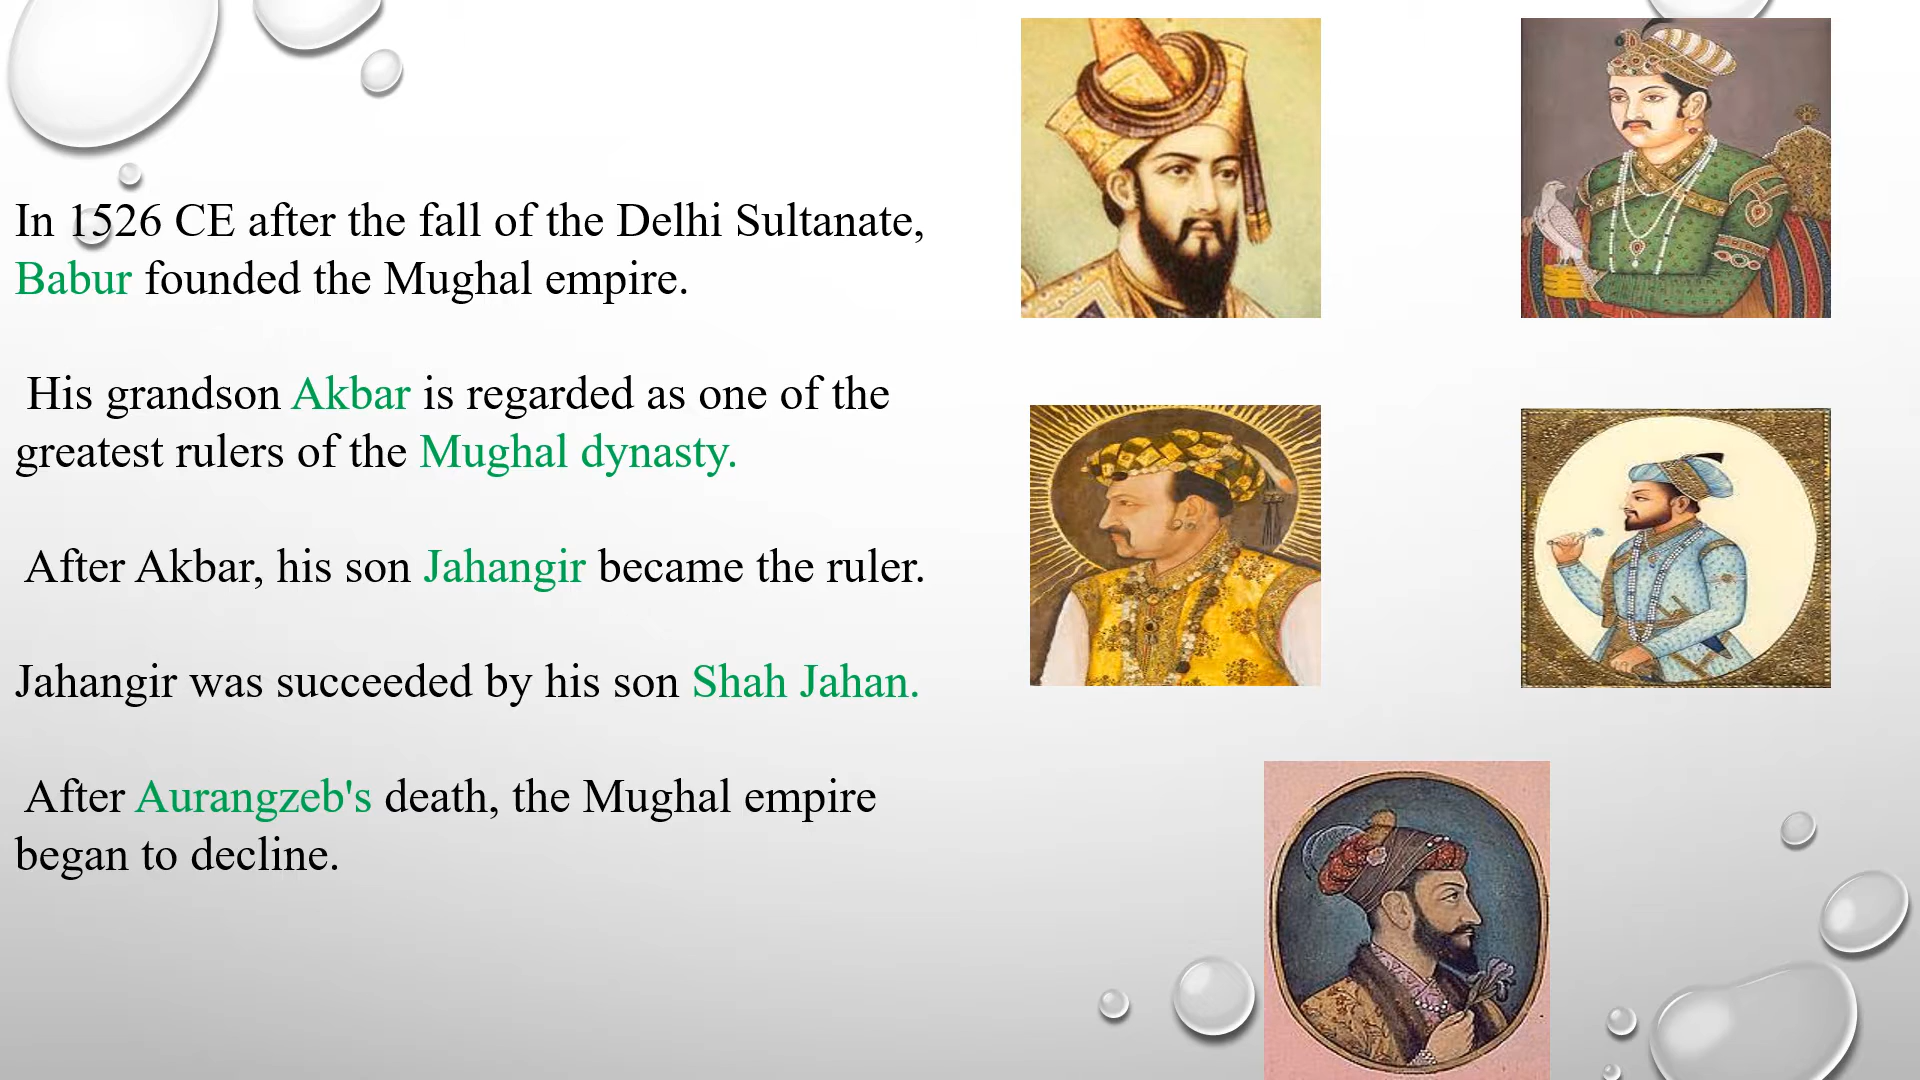 In 1526 CE after the fall of the Delhi Sultanate,
Babur founded the Mughal empire.
His grandson Akbar is regarded as one of the
greatest rulers of the Mughal dynasty.
After Akbar, his son Jahangir became the ruler.
Jahangir was succeeded by his son Shah Jahan.
After Aurangzeb's death, the Mughal empire
began to decline.